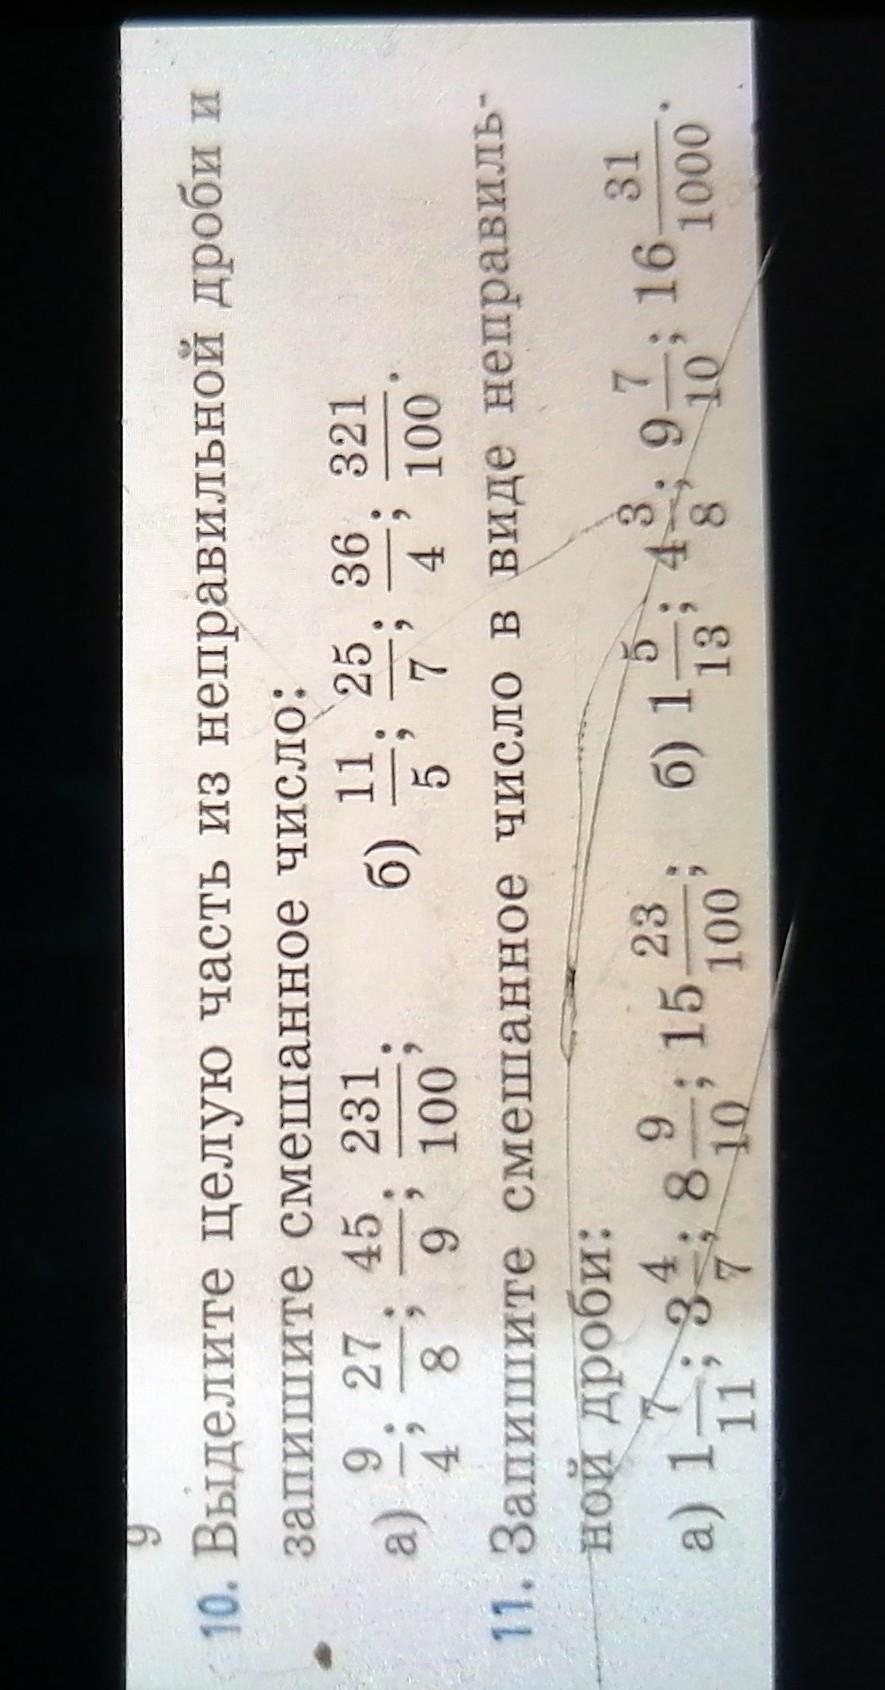 9
10. Выделите целую часть из неправильной дроби и
запишите смешанное число:
а) 9/4; 27/8; 45/9; 231/100; б) 11/5; 25/7; 36/4; 321/100.
11. Запишите смешанное число в виде неправиль-
ной дроби:
а) 1 7/11; 3 4/7; 8 9/10; 15 23/100; б) 1 5/13; 4 3/8; 9 7/10; 16 31/1000.